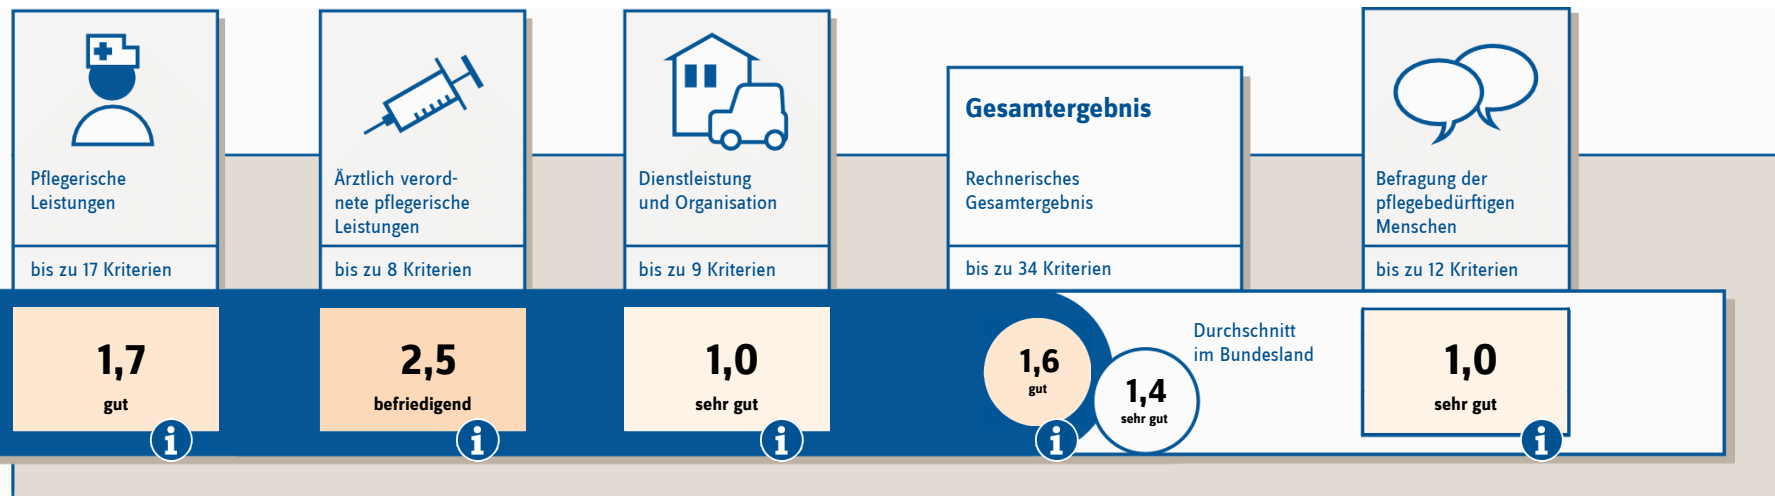 Pflegerische
Leistungen
bis zu 17 Kriterien
1,7
gut
i
Ärztlich verord-
nete pflegerische
Leistungen
bis zu 8 Kriterien
2,5
befriedigend
i
Dienstleistung
und Organisation
bis zu 9 Kriterien
1,0
sehr gut
i
Gesamtergebnis
Rechnerisches
Gesamtergebnis
bis zu 34 Kriterien
1,6
gut
i
1,4
sehr gut
Durchschnitt
im Bundesland
Befragung der
pflegebedürftigen
Menschen
bis zu 12 Kriterien
1,0
sehr gut
i